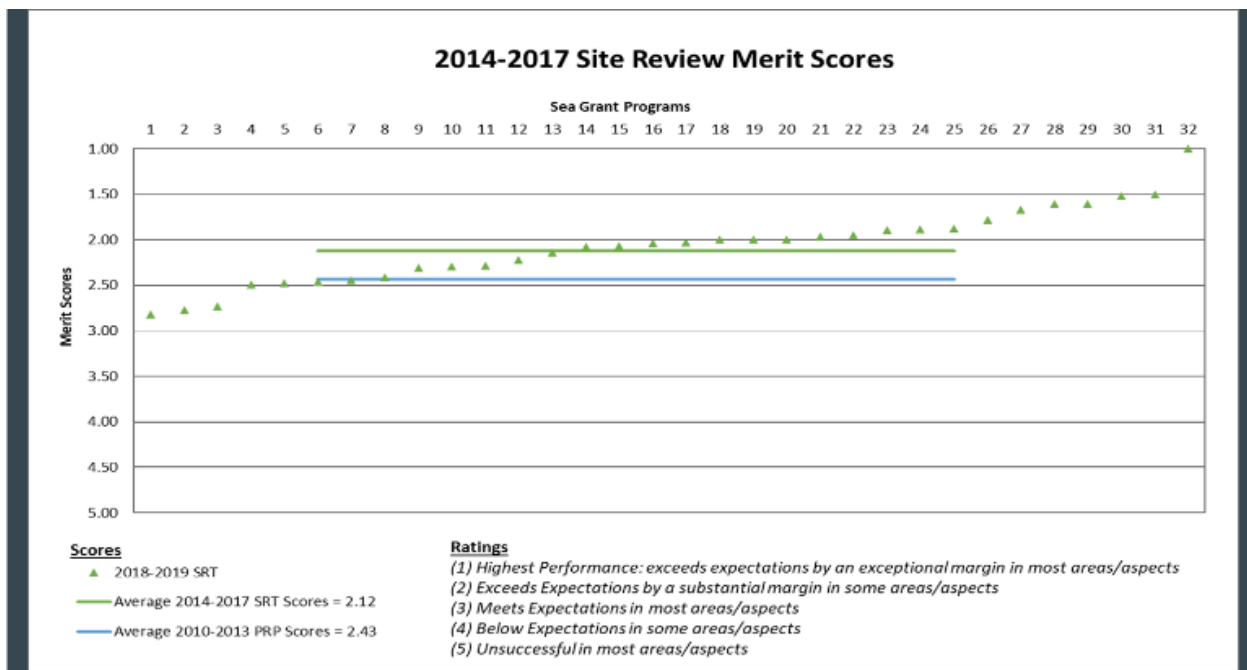 2014-2017 Site Review Merit Scores
Sea Grant Programs
1 2 3 4 5 6 7 8 9 10 11 12 13 14 15 16 17 18 19 20 21 22 23 24 25 26 27 28 29 30 31 32
1.00
1.50
2.00
2.50
3.00
3.50
4.00
4.50
5.00
Merit Scores
Scores
2018-2019 SRT
Average 2014-2017 SRT Scores = 2.12
Average 2010-2013 PRP Scores = 2.43
Ratings
(1) Highest Performance: exceeds expectations by an exceptional margin in most areas/aspects
(2) Exceeds Expectations by a substantial margin in some areas/aspects
(3) Meets Expectations in most areas/aspects
(4) Below Expectations in some areas/aspects
(5) Unsuccessful in most areas/aspects